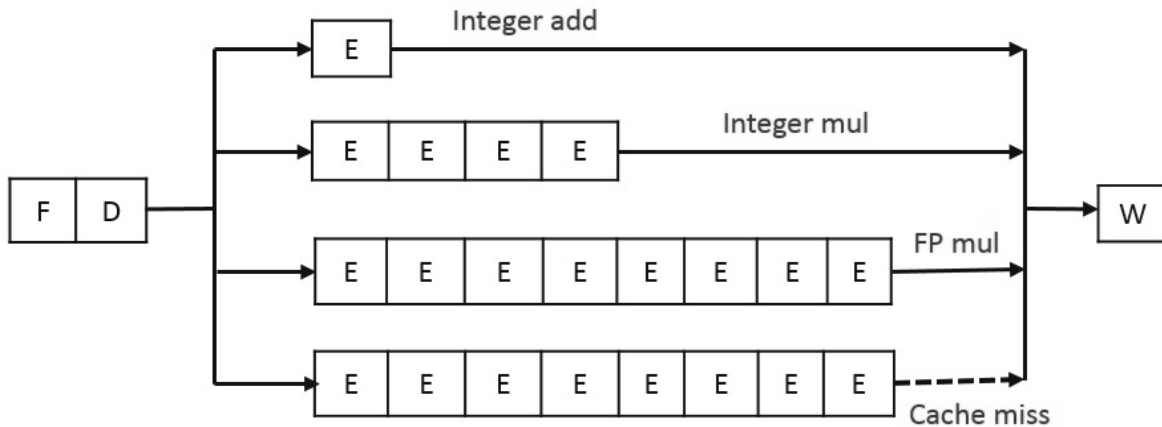 Integer add
E
Integer mul
E E E E
F D
W
FP mul
E E E E E E E E
E E E E E E E E
Cache miss